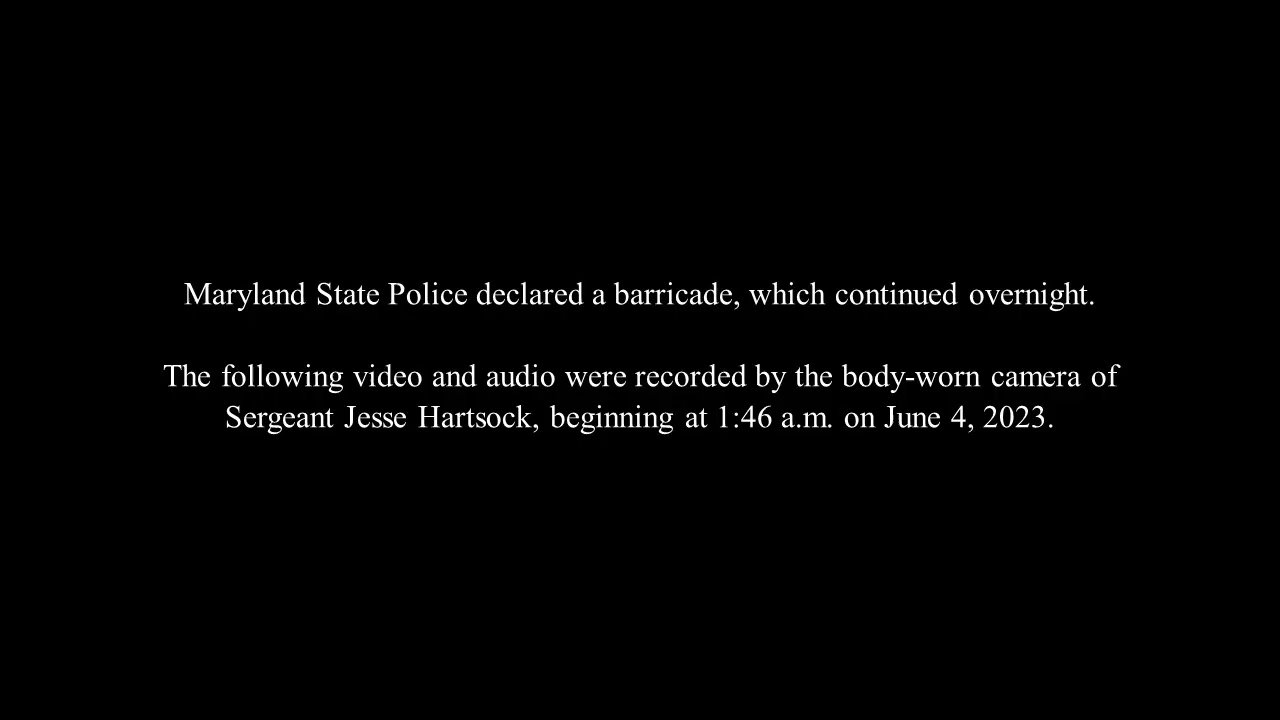 Maryland State Police declared a barricade, which continued overnight.
The following video and audio were recorded by the body-worn camera of
Sergeant Jesse Hartsock, beginning at 1:46 a.m. on June 4, 2023.